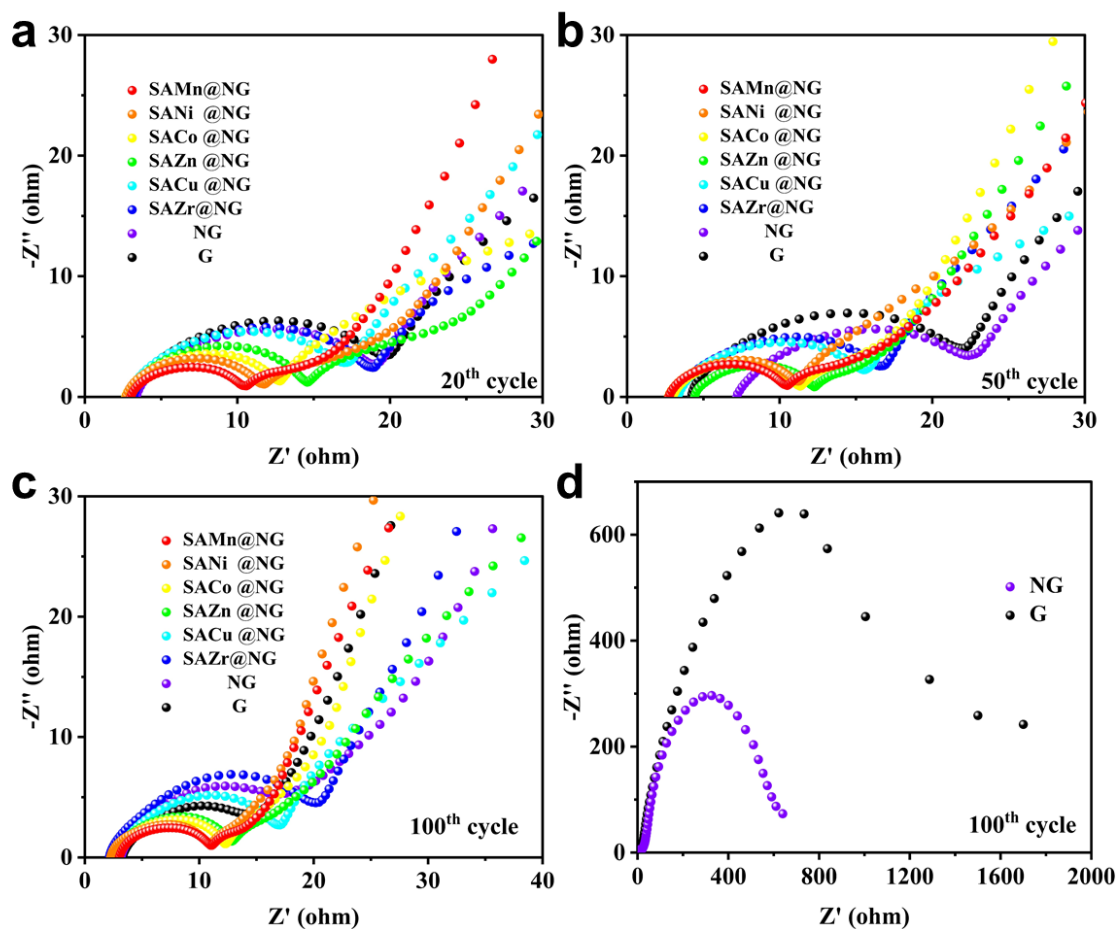 a
30
20
10
0
-Z'' (ohm)
SAMn@NG
SANi @NG
SACo @NG
SAZn @NG
SACu @NG
SAZr@NG
NG
G
20th cycle
0 10 20 30
Z' (ohm)
b
30
20
10
0
-Z'' (ohm)
SAMn@NG
SANi @NG
SACo @NG
SAZn @NG
SACu @NG
SAZr@NG
NG
G
50th cycle
0 10 20 30
Z' (ohm)
c
30
20
10
0
-Z'' (ohm)
SAMn@NG
SANi @NG
SACo @NG
SAZn @NG
SACu @NG
SAZr@NG
NG
G
100th cycle
0 10 20 30 40
Z' (ohm)
d
600
400
200
0
-Z'' (ohm)
NG
G
100th cycle
0 400 800 1200 1600 2000
Z' (ohm)